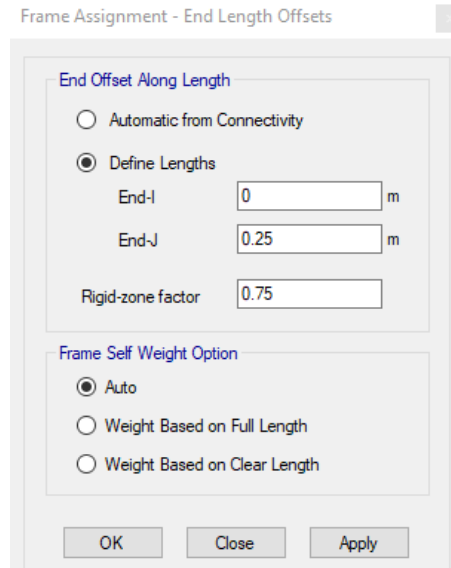 Frame Assignment - End Length Offsets
End Offset Along Length
Automatic from Connectivity
Define Lengths
End-I 0 m
End-J 0.25 m
Rigid-zone factor 0.75
Frame Self Weight Option
Auto
Weight Based on Full Length
Weight Based on Clear Length
OK Close Apply